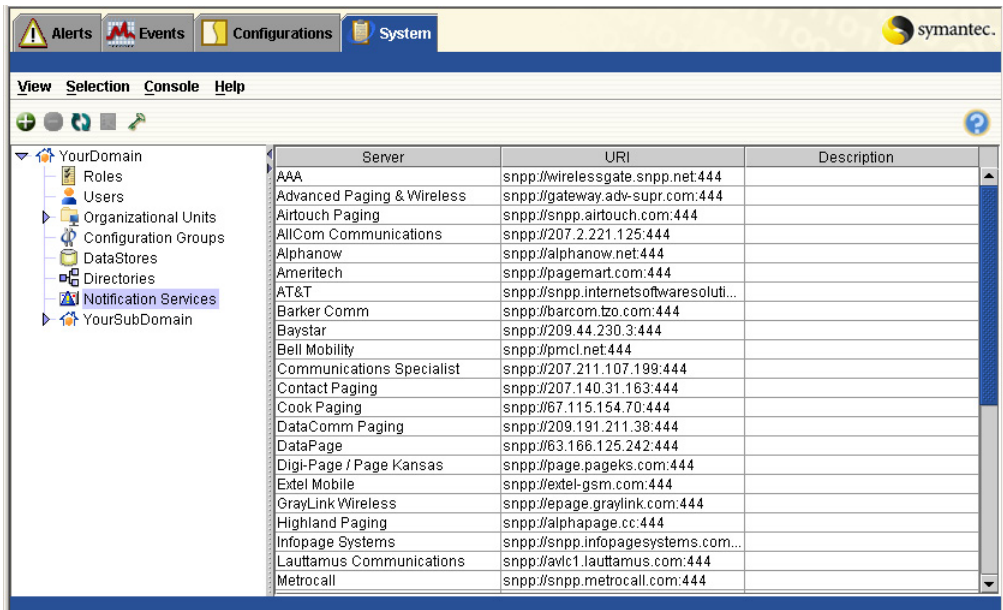 Alerts Events Configurations System symantec.
View Selection Console Help
YourDomain
Roles
Users
Organizational Units
Configuration Groups
DataStores
Directories
Notification Services
YourSubDomain
Server URI Description
AAA snpp://wirelessgate.snpp.net:444
Advanced Paging & Wireless snpp://gateway.adv-supr.com:444
Airtouch Paging snpp://snpp.airtouch.com:444
AllCom Communications snpp://207.2.221.125:444
Alphanow snpp://alphanow.net:444
Ameritech snpp://pagemart.com:444
AT&T snpp://snpp.internetsoftwaresoluti...
Barker Comm snpp://barcom.tzo.com:444
Baystar snpp://209.44.230.3:444
Bell Mobility snpp://pmcl.net:444
Communications Specialist snpp://207.211.107.199:444
Contact Paging snpp://207.140.31.163:444
Cook Paging snpp://67.115.154.70:444
DataComm Paging snpp://209.191.211.38:444
DataPage snpp://63.166.125.242:444
Digi-Page / Page Kansas snpp://page.pageks.com:444
Extel Mobile snpp://extel-gsm.com:444
GrayLink Wireless snpp://epage.graylink.com:444
Highland Paging snpp://alphapage.cc:444
Infopage Systems snpp://snpp.infopagesystems.com...
Lauttamus Communications snpp://avlc1.lauttamus.com:444
Metrocall snpp://snpp.metrocall.com:444